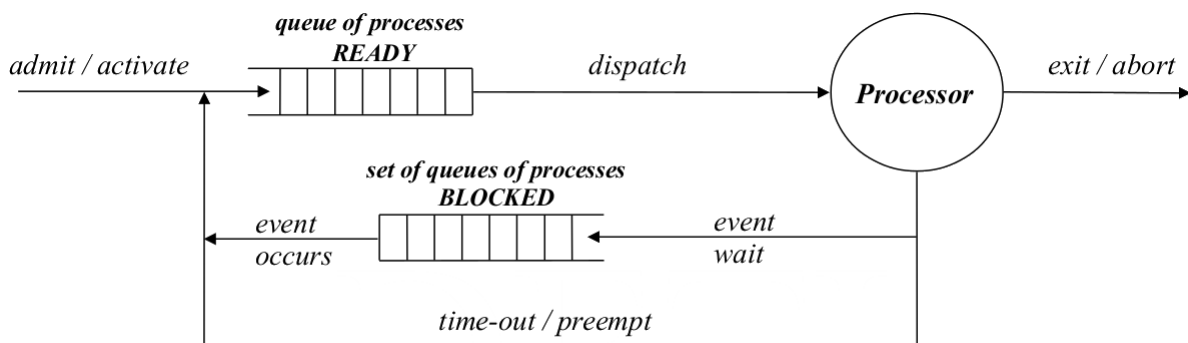 queue of processes
READY
admit / activate
dispatch
exit / abort
Processor
set of queues of processes
BLOCKED
event
occurs
event
wait
time-out / preempt